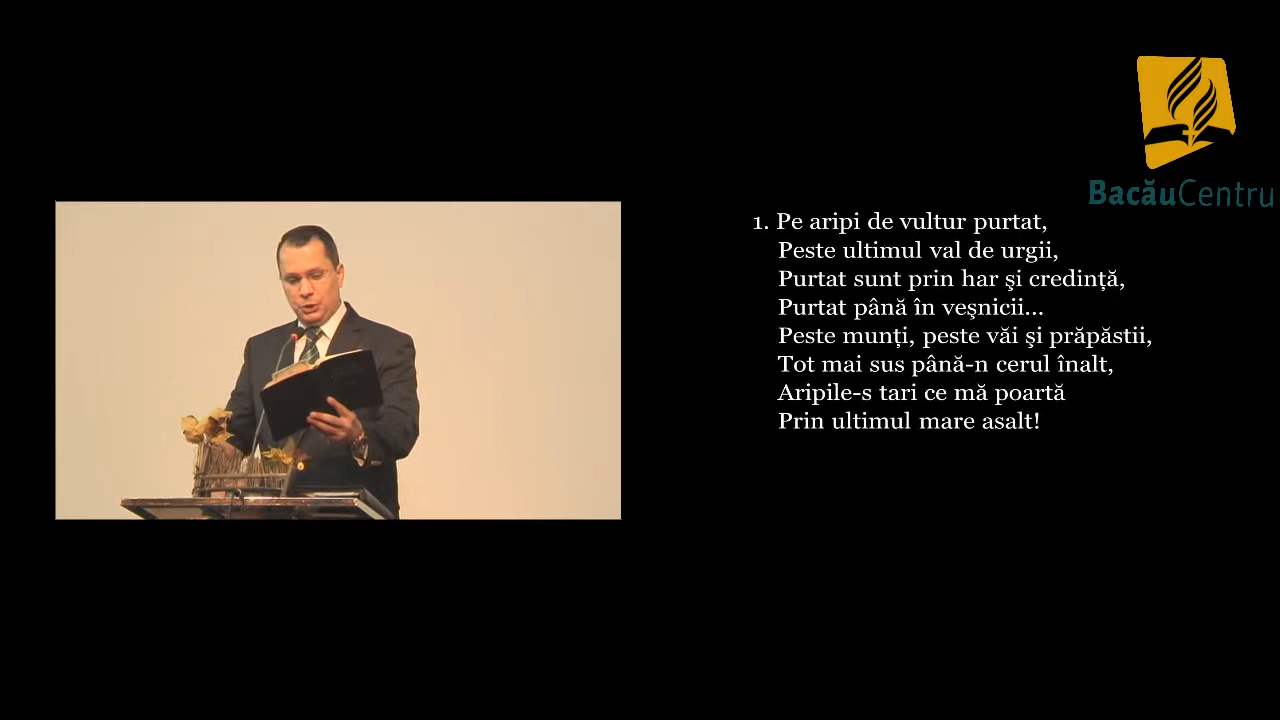 BacăuCentru
1. Pe aripi de vultur purtat,
Peste ultimul val de urgii,
Purtat sunt prin har şi credință,
Purtat până în veşnicii...
Peste munți, peste văi şi prăpăstii,
Tot mai sus până-n cerul înalt,
Aripile-s tari ce mă poartă
Prin ultimul mare asalt!